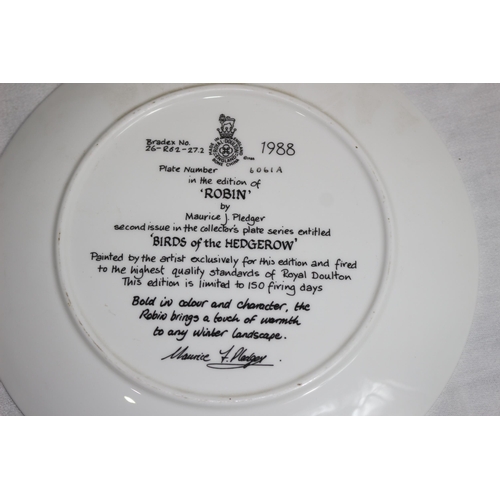 Bradex No.
26-R62-27.2
1988
Plate Number 6061A
in the edition of
'ROBIN'
by
Maurice J. Pledger
second issue in the collector's plate series entitled
'BIRDS of the HEDGEROW'
Painted by the artist exclusively for this edition and fired
to the highest quality standards of Royal Doulton
This edition is limited to 150 firing days
Bold in colour and character, the
Robin brings a touch of warmth
to any winter landscape.
Maurice J. Pledger.